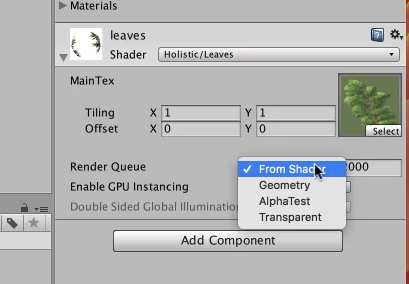 Materials
leaves
Shader Holistic/Leaves
MainTex
Tiling X 1 Y 1
Offset X 0 Y 0
Select
Render Queue From Shader 2000
Enable GPU Instancing Geometry
AlphaTest
Double Sided Global Illumination Transparent
Add Component